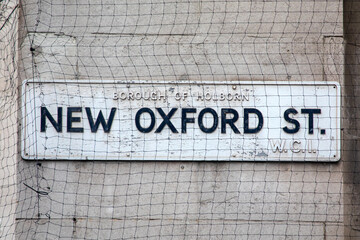 BOROUGH OF HOLBORN
NEW OXFORD ST.
W.C.1.